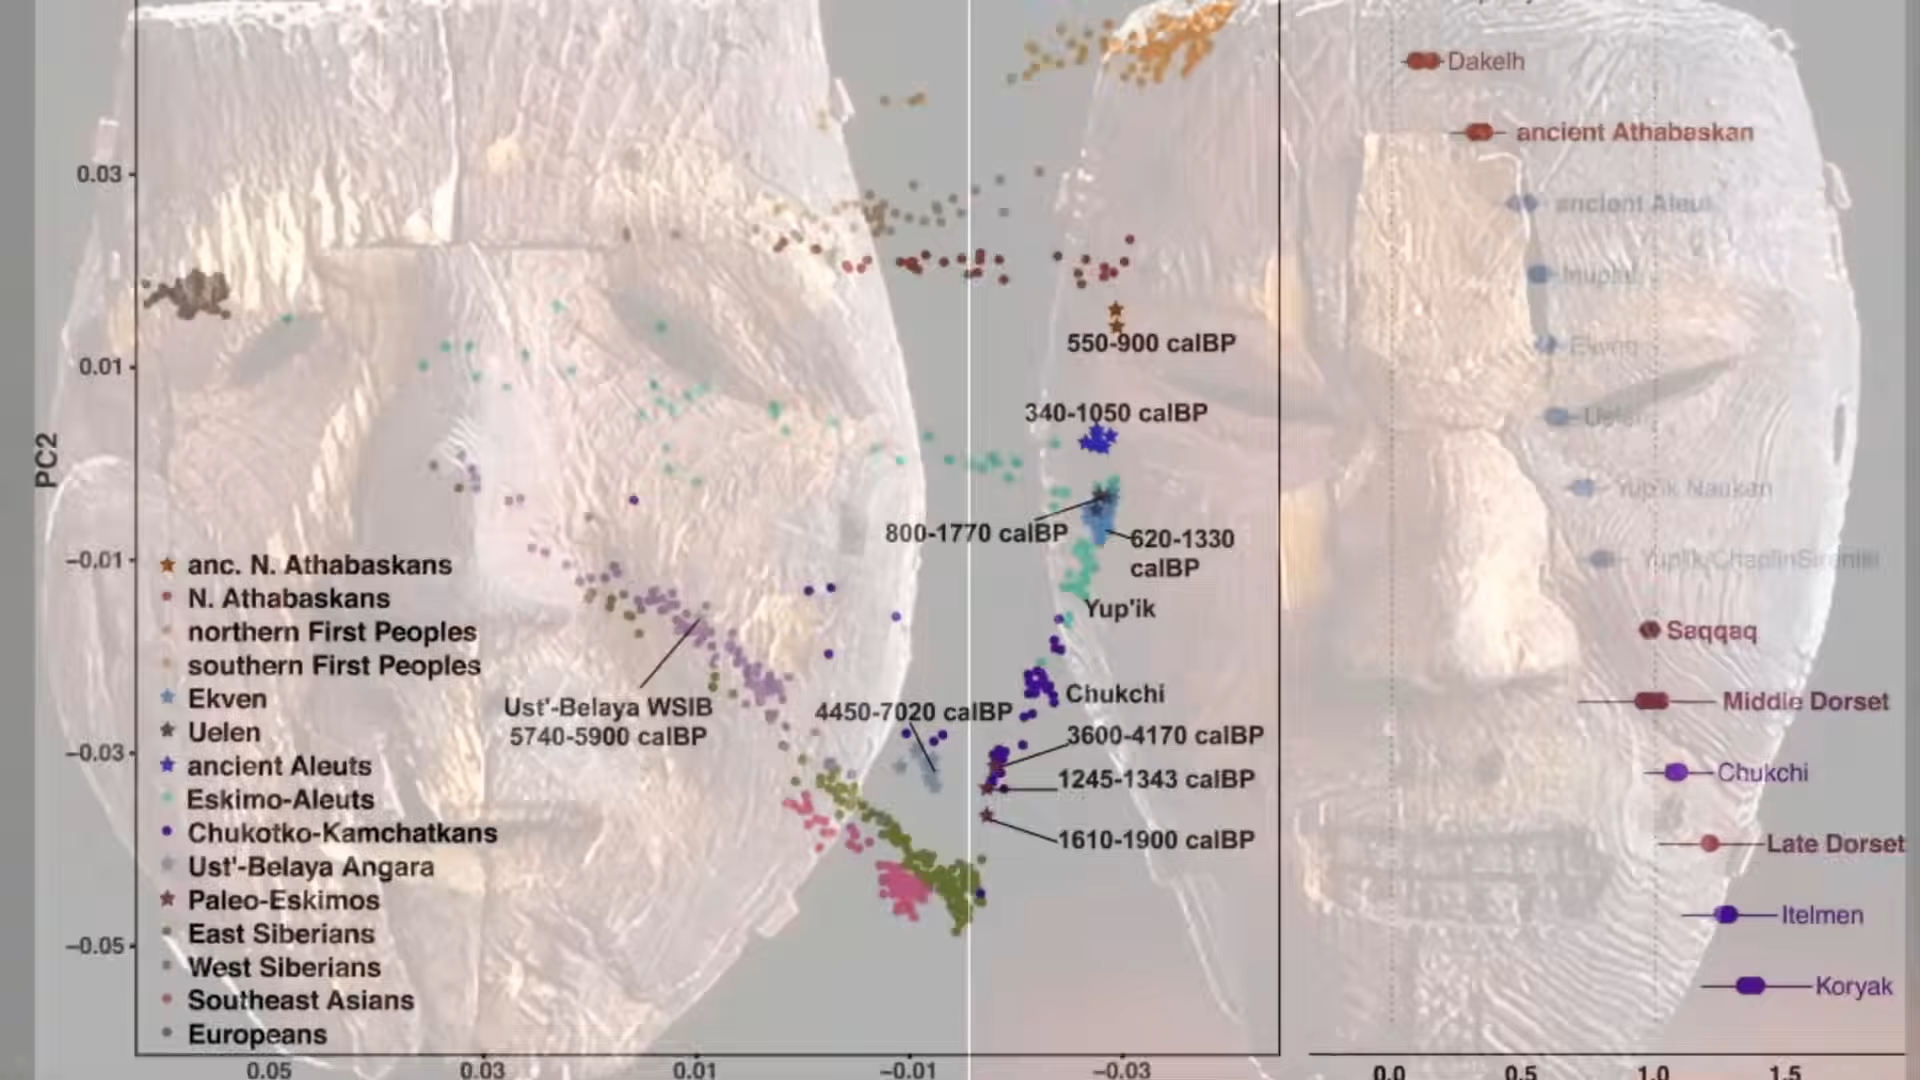 Dakelh
ancient Athabaskan
ancient Aleut
Inupiat
Ekven
Uelen
Yup'ik Naukan
Yup'ik ChaplinSireniki
Saqqaq
Middle Dorset
Chukchi
Late Dorset
Itelmen
Koryak
0.0 0.5 1.0 1.5
PC2
0.03
0.01
−0.01
−0.03
−0.05
0.05 0.03 0.01 −0.01 −0.03
550-900 calBP
340-1050 calBP
800-1770 calBP
620-1330
calBP
Yup'ik
Chukchi
Ust'-Belaya WSIB
5740-5900 calBP
4450-7020 calBP
3600-4170 calBP
1245-1343 calBP
1610-1900 calBP
anc. N. Athabaskans
N. Athabaskans
northern First Peoples
southern First Peoples
Ekven
Uelen
ancient Aleuts
Eskimo-Aleuts
Chukotko-Kamchatkans
Ust'-Belaya Angara
Paleo-Eskimos
East Siberians
West Siberians
Southeast Asians
Europeans